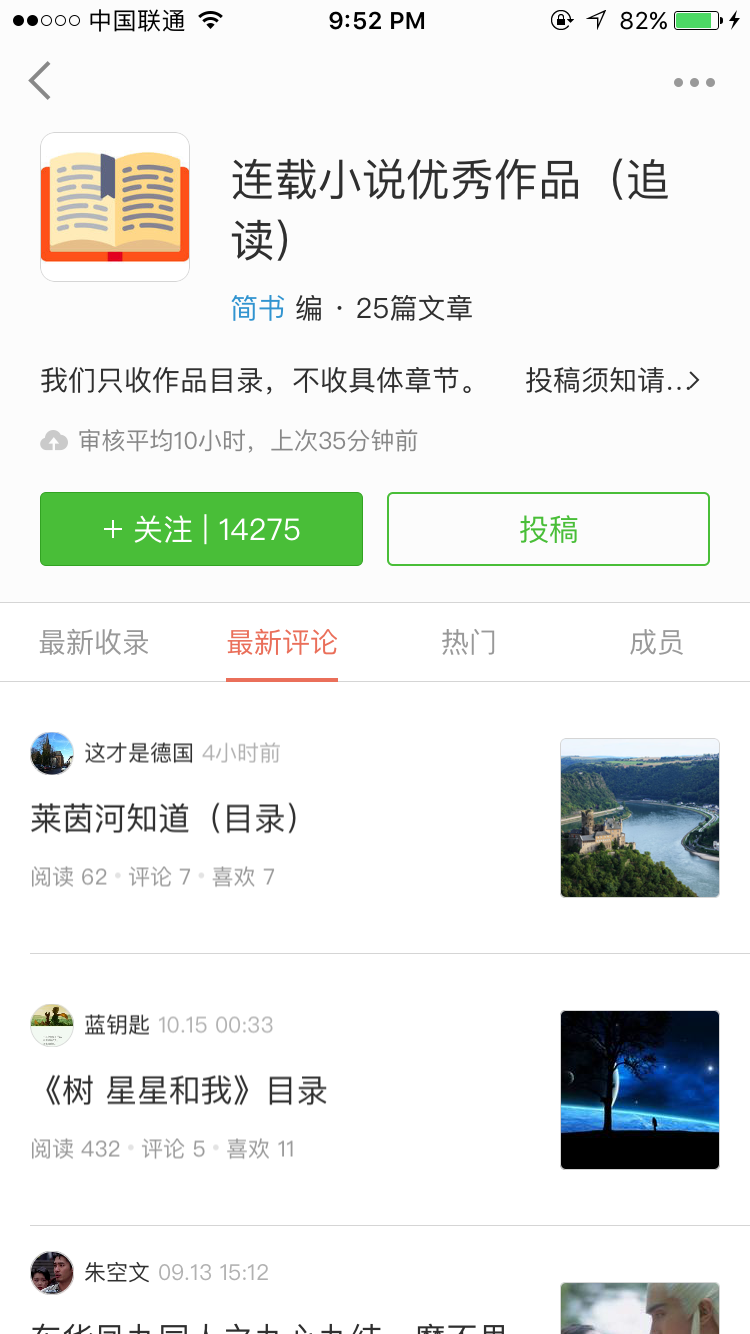 中国联通 9:52 PM 82%
连载小说优秀作品（追
读）
简书 编 · 25篇文章
我们只收作品目录，不收具体章节。 投稿须知请..
审核平均10小时，上次35分钟前
+ 关注 | 14275 投稿
最新收录 最新评论 热门 成员
这才是德国 4小时前
莱茵河知道（目录）
阅读 62 · 评论 7 · 喜欢 7
蓝钥匙 10.15 00:33
《树 星星和我》目录
阅读 432 · 评论 5 · 喜欢 11
朱空文 09.13 15:12